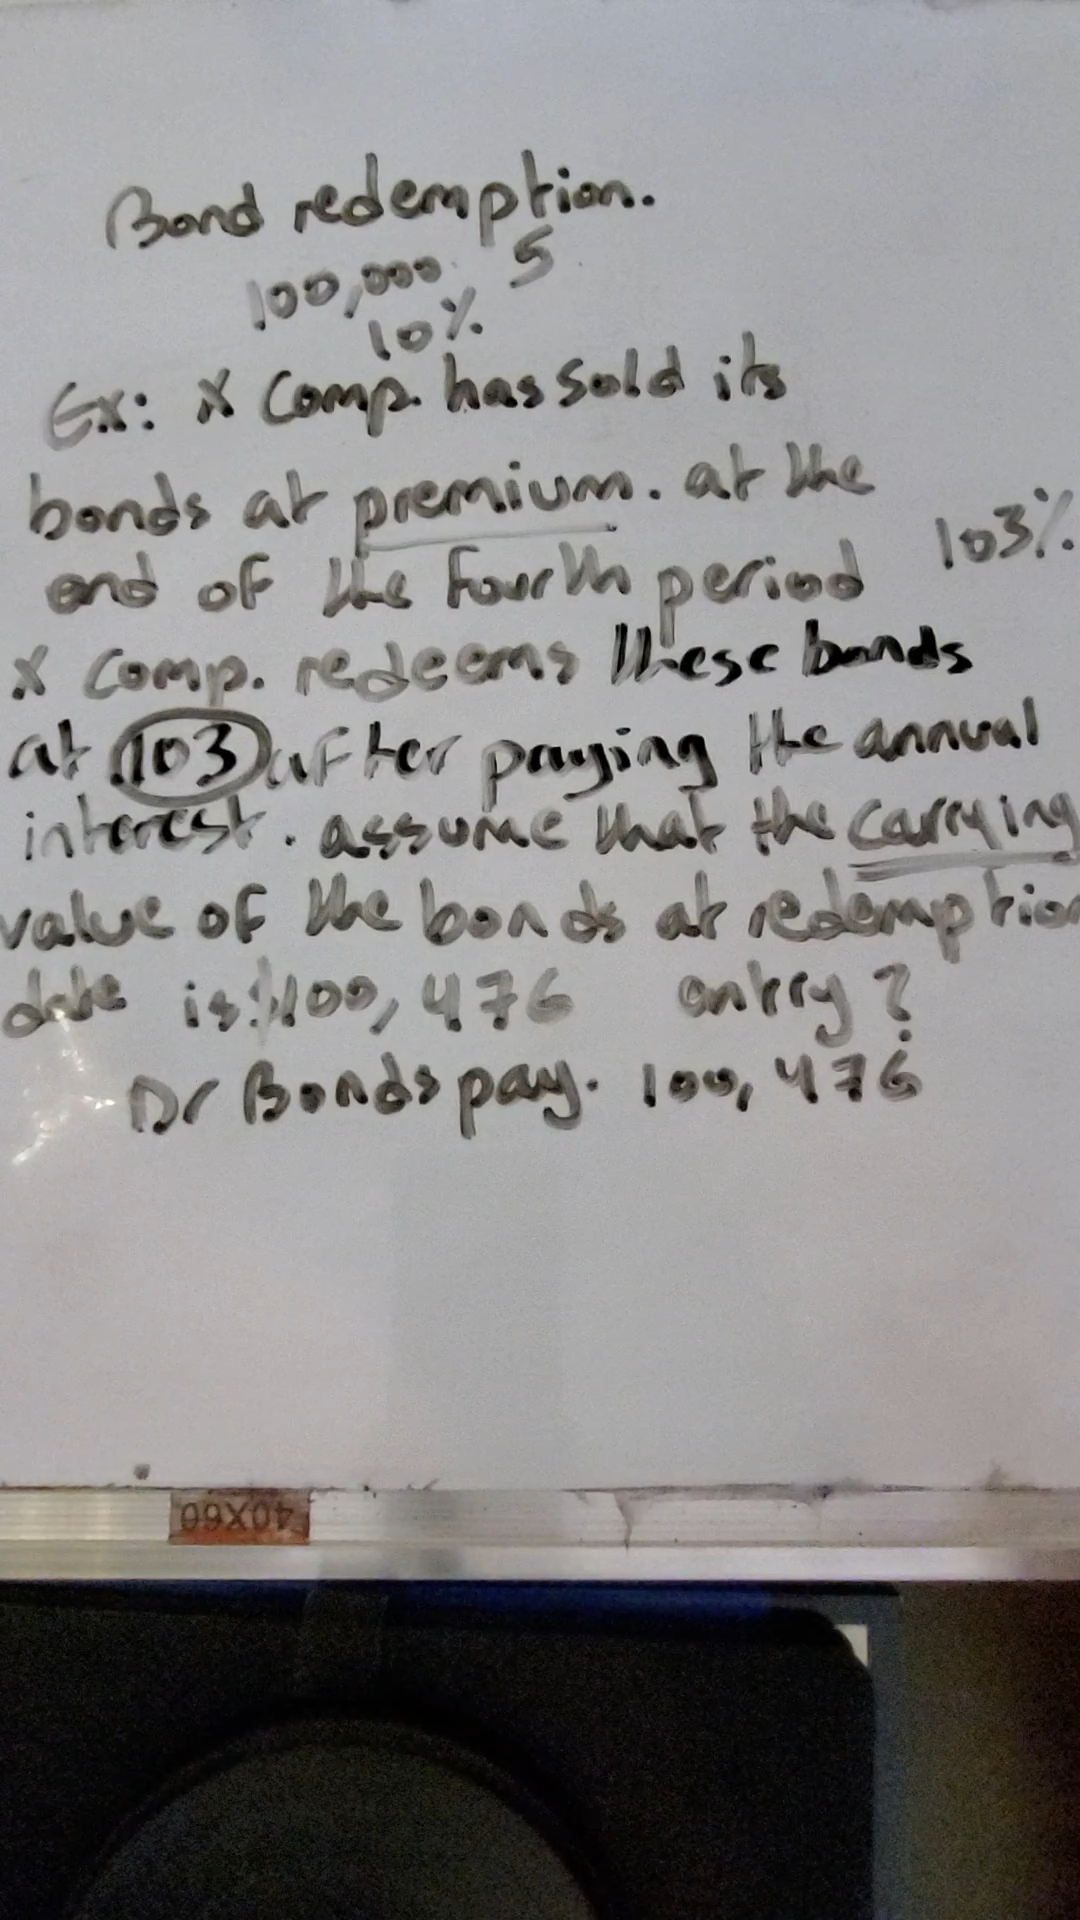 Bond redemption.
100,000 5
10%
Ex: X Comp. has sold its
bonds at premium. at the
end of the fourth period 103%
X comp. redeems these bonds
at 103 after paying the annual
interest. assume that the carrying
value of the bonds at redemption
date is $100,476 entry?
Dr Bonds pay. 100,476
40X60